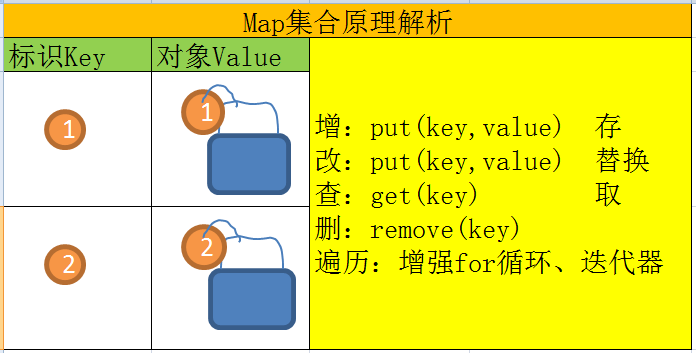 Map集合原理解析
标识Key
对象Value
1
1
增：put(key,value) 存
改：put(key,value) 替换
查：get(key) 取
删：remove(key)
遍历：增强for循环、迭代器
2
2